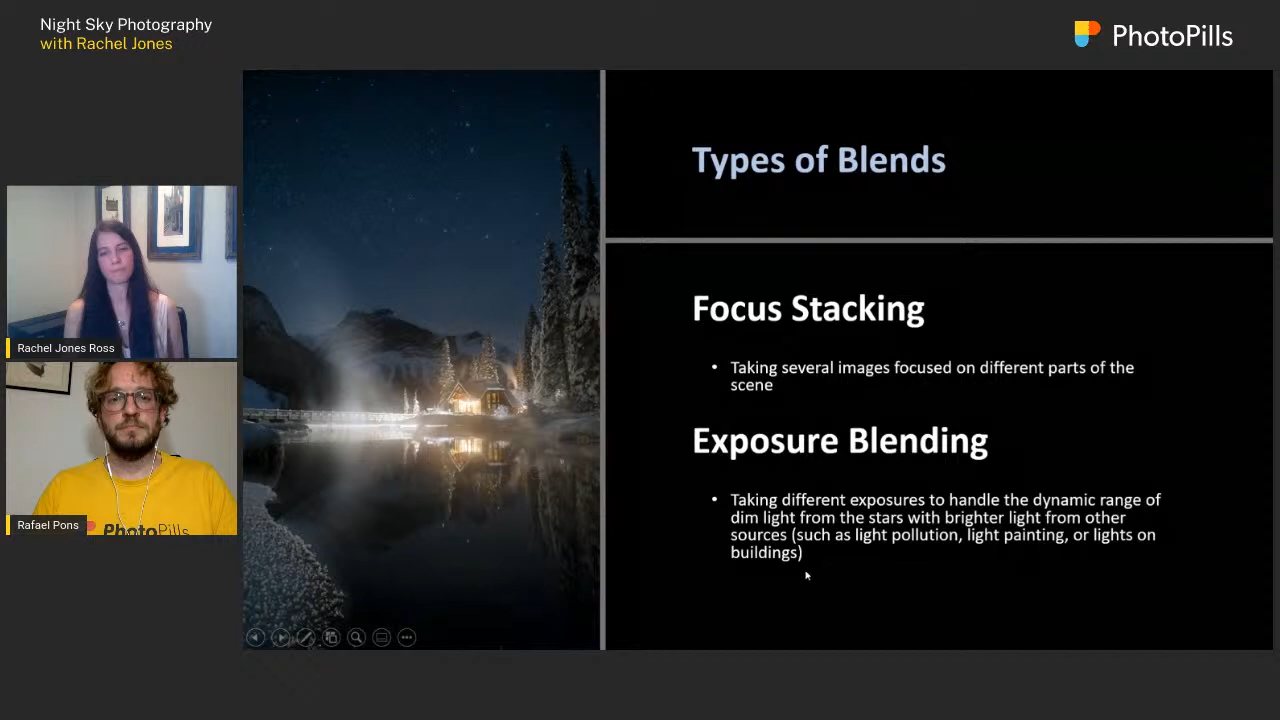 Night Sky Photography
with Rachel Jones
PhotoPills
Types of Blends
Focus Stacking
• Taking several images focused on different parts of the
scene
Exposure Blending
• Taking different exposures to handle the dynamic range of
dim light from the stars with brighter light from other
sources (such as light pollution, light painting, or lights on
buildings)
Rachel Jones Ross
PhotoPills
Rafael Pons